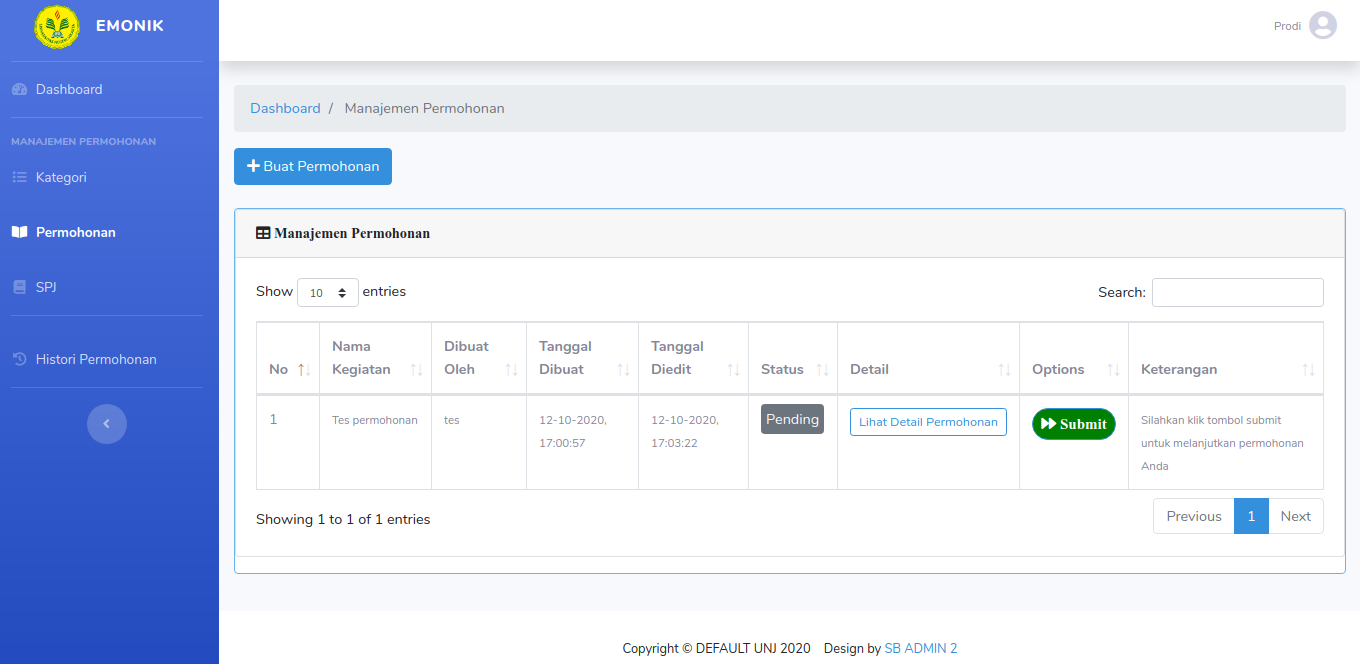 EMONIK
Prodi
Dashboard
MANAJEMEN PERMOHONAN
Kategori
Permohonan
SPJ
Histori Permohonan
Dashboard / Manajemen Permohonan
Buat Permohonan
Manajemen Permohonan
Show 10 entries
Search:
No
Nama Kegiatan
Dibuat Oleh
Tanggal Dibuat
Tanggal Diedit
Status
Detail
Options
Keterangan
1
Tes permohonan
tes
12-10-2020,
17:00:57
12-10-2020,
17:03:22
Pending
Lihat Detail Permohonan
Submit
Silahkan klik tombol submit
untuk melanjutkan permohonan
Anda
Showing 1 to 1 of 1 entries
Previous 1 Next
Copyright © DEFAULT UNJ 2020 Design by SB ADMIN 2